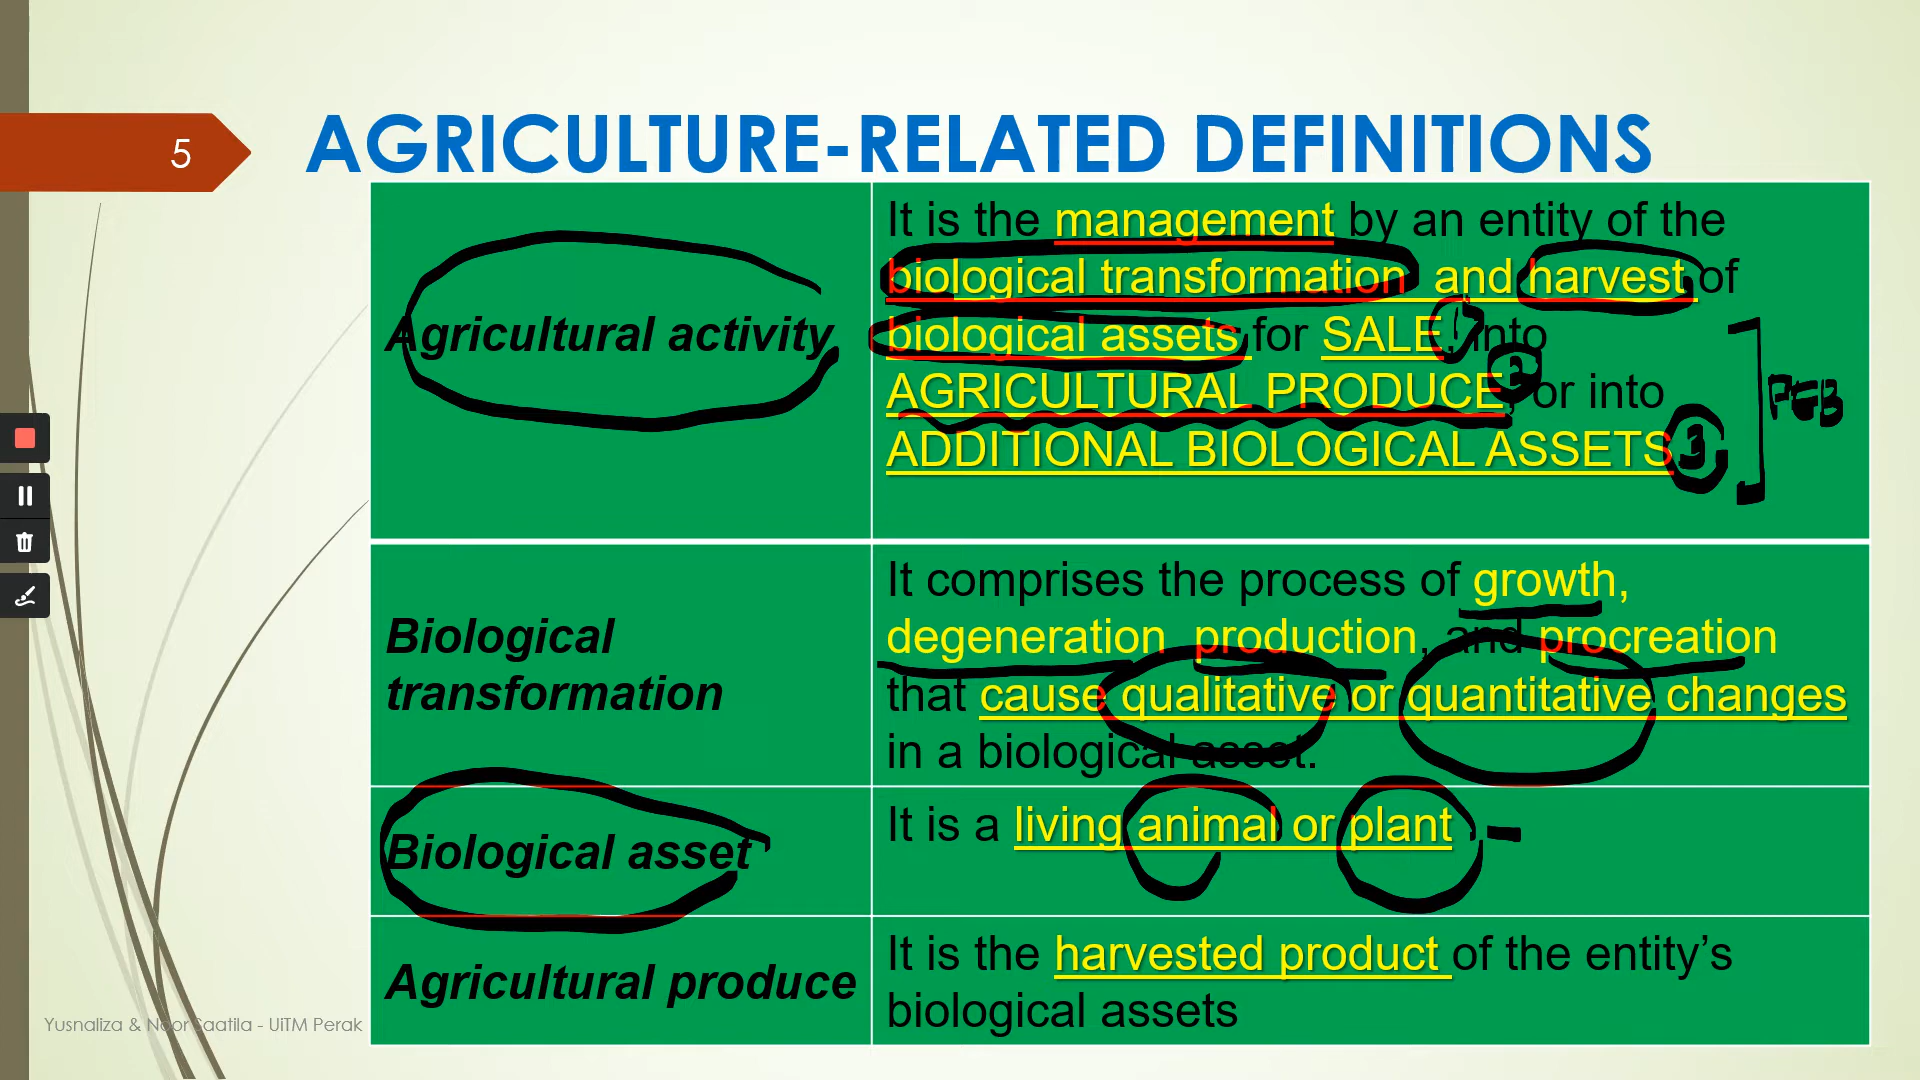 5
AGRICULTURE-RELATED DEFINITIONS
Agricultural activity
It is the management by an entity of the
biological transformation and harvest of
biological assets for SALE, into
AGRICULTURAL PRODUCE, or into
ADDITIONAL BIOLOGICAL ASSETS
3
Biological
transformation
It comprises the process of growth,
degeneration production, and procreation
that cause qualitative or quantitative changes
in a biological asset.
Biological asset
It is a living animal or plant
Agricultural produce
It is the harvested product of the entity’s
biological assets
Yusnaliza & Noor Saatila - UiTM Perak